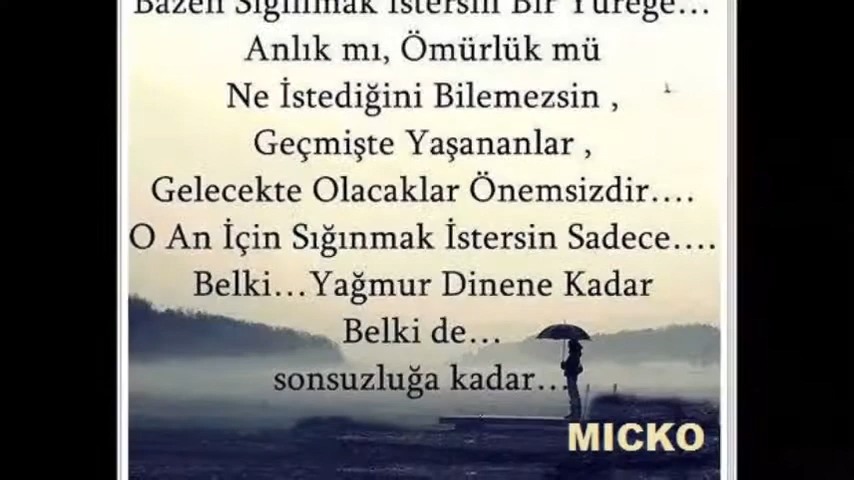 Bazen Sığınmak İstersin Bir Yüreğe...
Anlık mı, Ömürlük mü
Ne İstediğini Bilemezsin ,
Geçmişte Yaşananlar ,
Gelecekte Olacaklar Önemsizdir....
O An İçin Sığınmak İstersin Sadece....
Belki...Yağmur Dinene Kadar
Belki de...
sonsuzluğa kadar...
MICKO